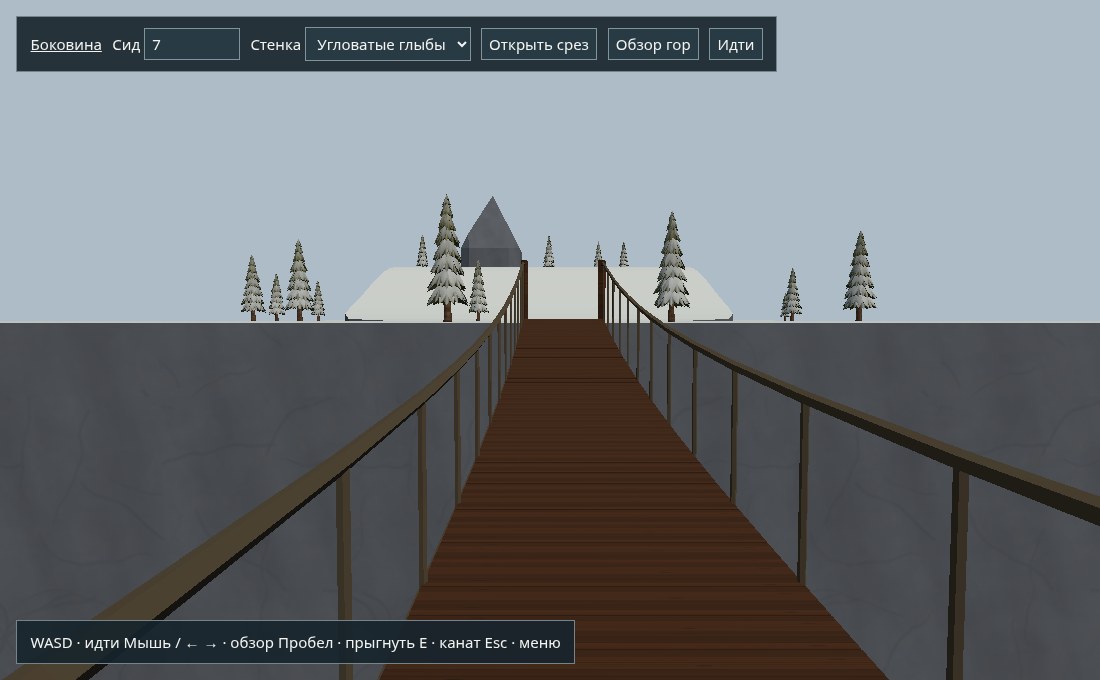 Боковина Сид 7 Стенка Угловатые глыбы Открыть срез Обзор гор Идти
WASD · идти Мышь / ← → · обзор Пробел · прыгнуть E · канат Esc · меню